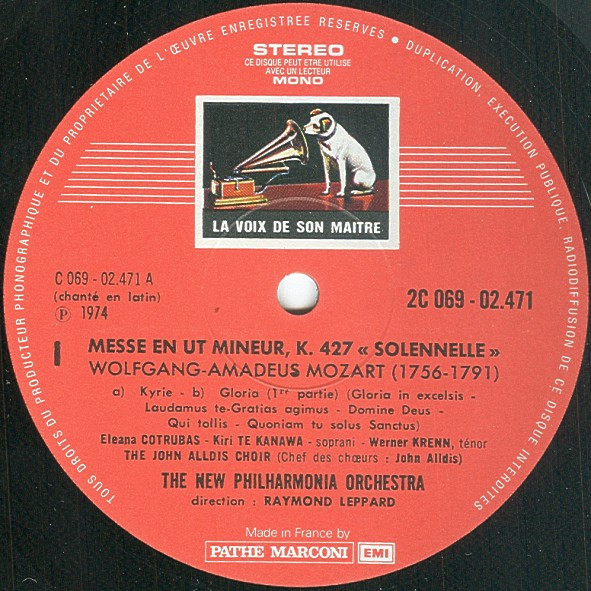 TOUS DROITS DU PRODUCTEUR PHONOGRAPHIQUE ET DU PROPRIETAIRE DE L'ŒUVRE ENREGISTREE RESERVES • DUPLICATION, EXECUTION PUBLIQUE, RADIODIFFUSION DE CE DISQUE INTERDITES
STEREO
CE DISQUE PEUT ETRE UTILISE
AVEC UN LECTEUR
MONO
LA VOIX DE SON MAITRE
C 069 - 02.471 A
(chanté en latin)
Ⓟ 1974
2C 069 - 02.471
I MESSE EN UT MINEUR, K. 427 « SOLENNELLE »
WOLFGANG-AMADEUS MOZART (1756-1791)
a) Kyrie - b) Gloria (1re partie) (Gloria in excelsis -
Laudamus te-Gratias agimus - Domine Deus -
Qui tollis - Quoniam tu solus Sanctus)
Eleana COTRUBAS - Kiri TE KANAWA - soprani - Werner KRENN, ténor
THE JOHN ALLDIS CHOIR (Chef des chœurs : John Alldis)
THE NEW PHILHARMONIA ORCHESTRA
direction : RAYMOND LEPPARD
Made in France by
PATHE MARCONI EMI